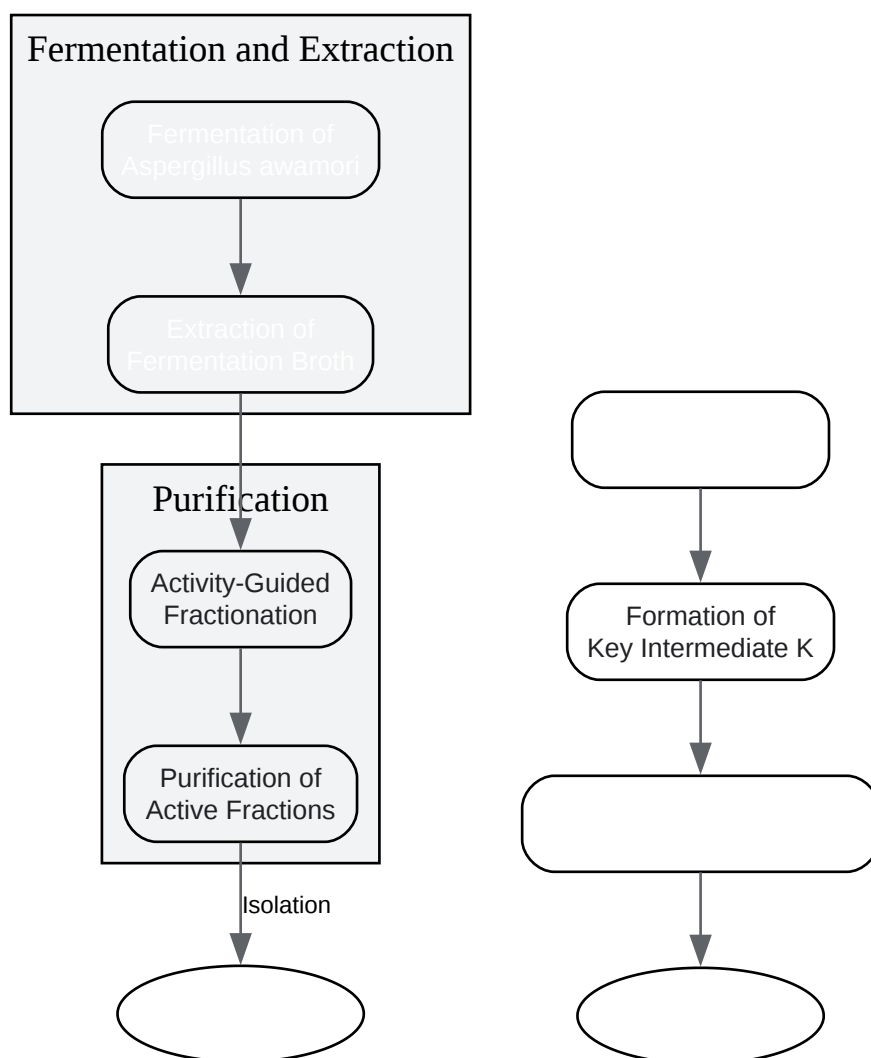 Fermentation and Extraction
Fermentation of
Aspergillus awamori
Extraction of
Fermentation Broth
Purification
Activity-Guided
Fractionation
Purification of
Active Fractions
Isolation
Formation of
Key Intermediate K